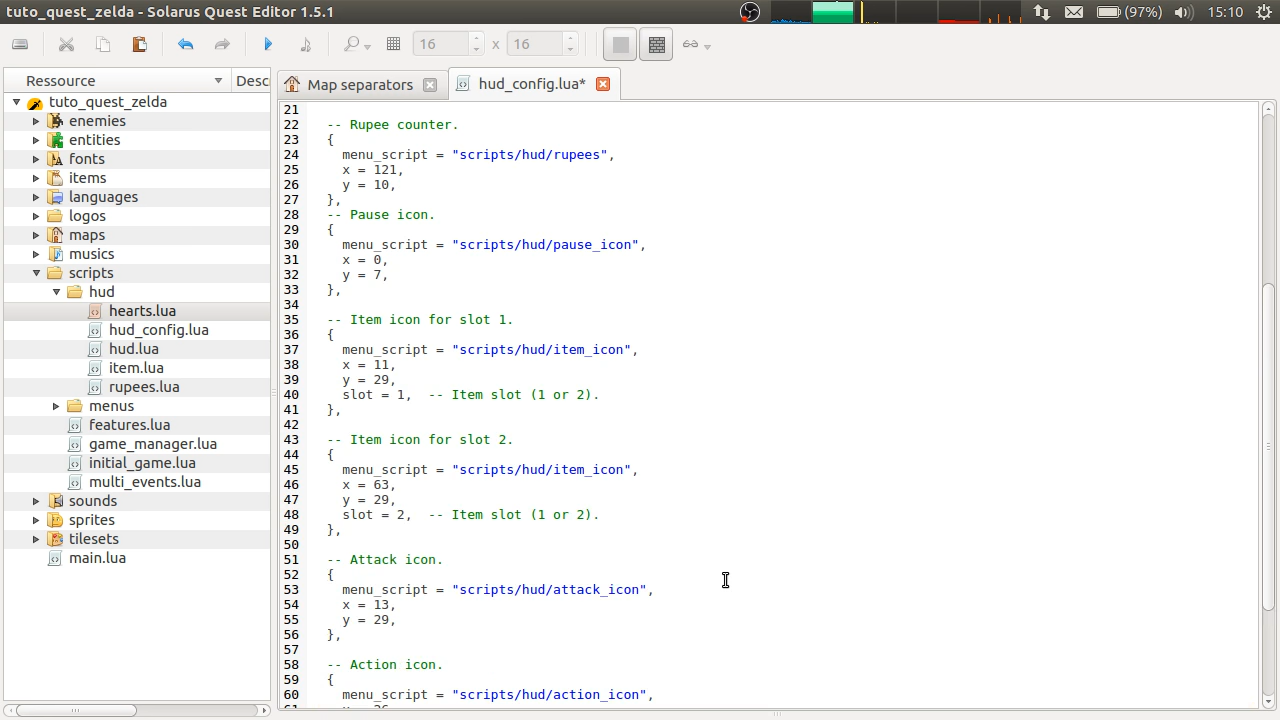 tuto_quest_zelda - Solarus Quest Editor 1.5.1
(97%)
15:10
16
x
16
Ressource
Desc
Map separators
hud_config.lua*
tuto_quest_zelda
enemies
entities
fonts
items
languages
logos
maps
musics
scripts
hud
hearts.lua
hud_config.lua
hud.lua
item.lua
rupees.lua
menus
features.lua
game_manager.lua
initial_game.lua
multi_events.lua
sounds
sprites
tilesets
main.lua
21
22 -- Rupee counter.
23 {
24 menu_script = "scripts/hud/rupees",
25 x = 121,
26 y = 10,
27 },
28 -- Pause icon.
29 {
30 menu_script = "scripts/hud/pause_icon",
31 x = 0,
32 y = 7,
33 },
34
35 -- Item icon for slot 1.
36 {
37 menu_script = "scripts/hud/item_icon",
38 x = 11,
39 y = 29,
40 slot = 1,  -- Item slot (1 or 2).
41 },
42
43 -- Item icon for slot 2.
44 {
45 menu_script = "scripts/hud/item_icon",
46 x = 63,
47 y = 29,
48 slot = 2,  -- Item slot (1 or 2).
49 },
50
51 -- Attack icon.
52 {
53 menu_script = "scripts/hud/attack_icon",
54 x = 13,
55 y = 29,
56 },
57
58 -- Action icon.
59 {
60 menu_script = "scripts/hud/action_icon",